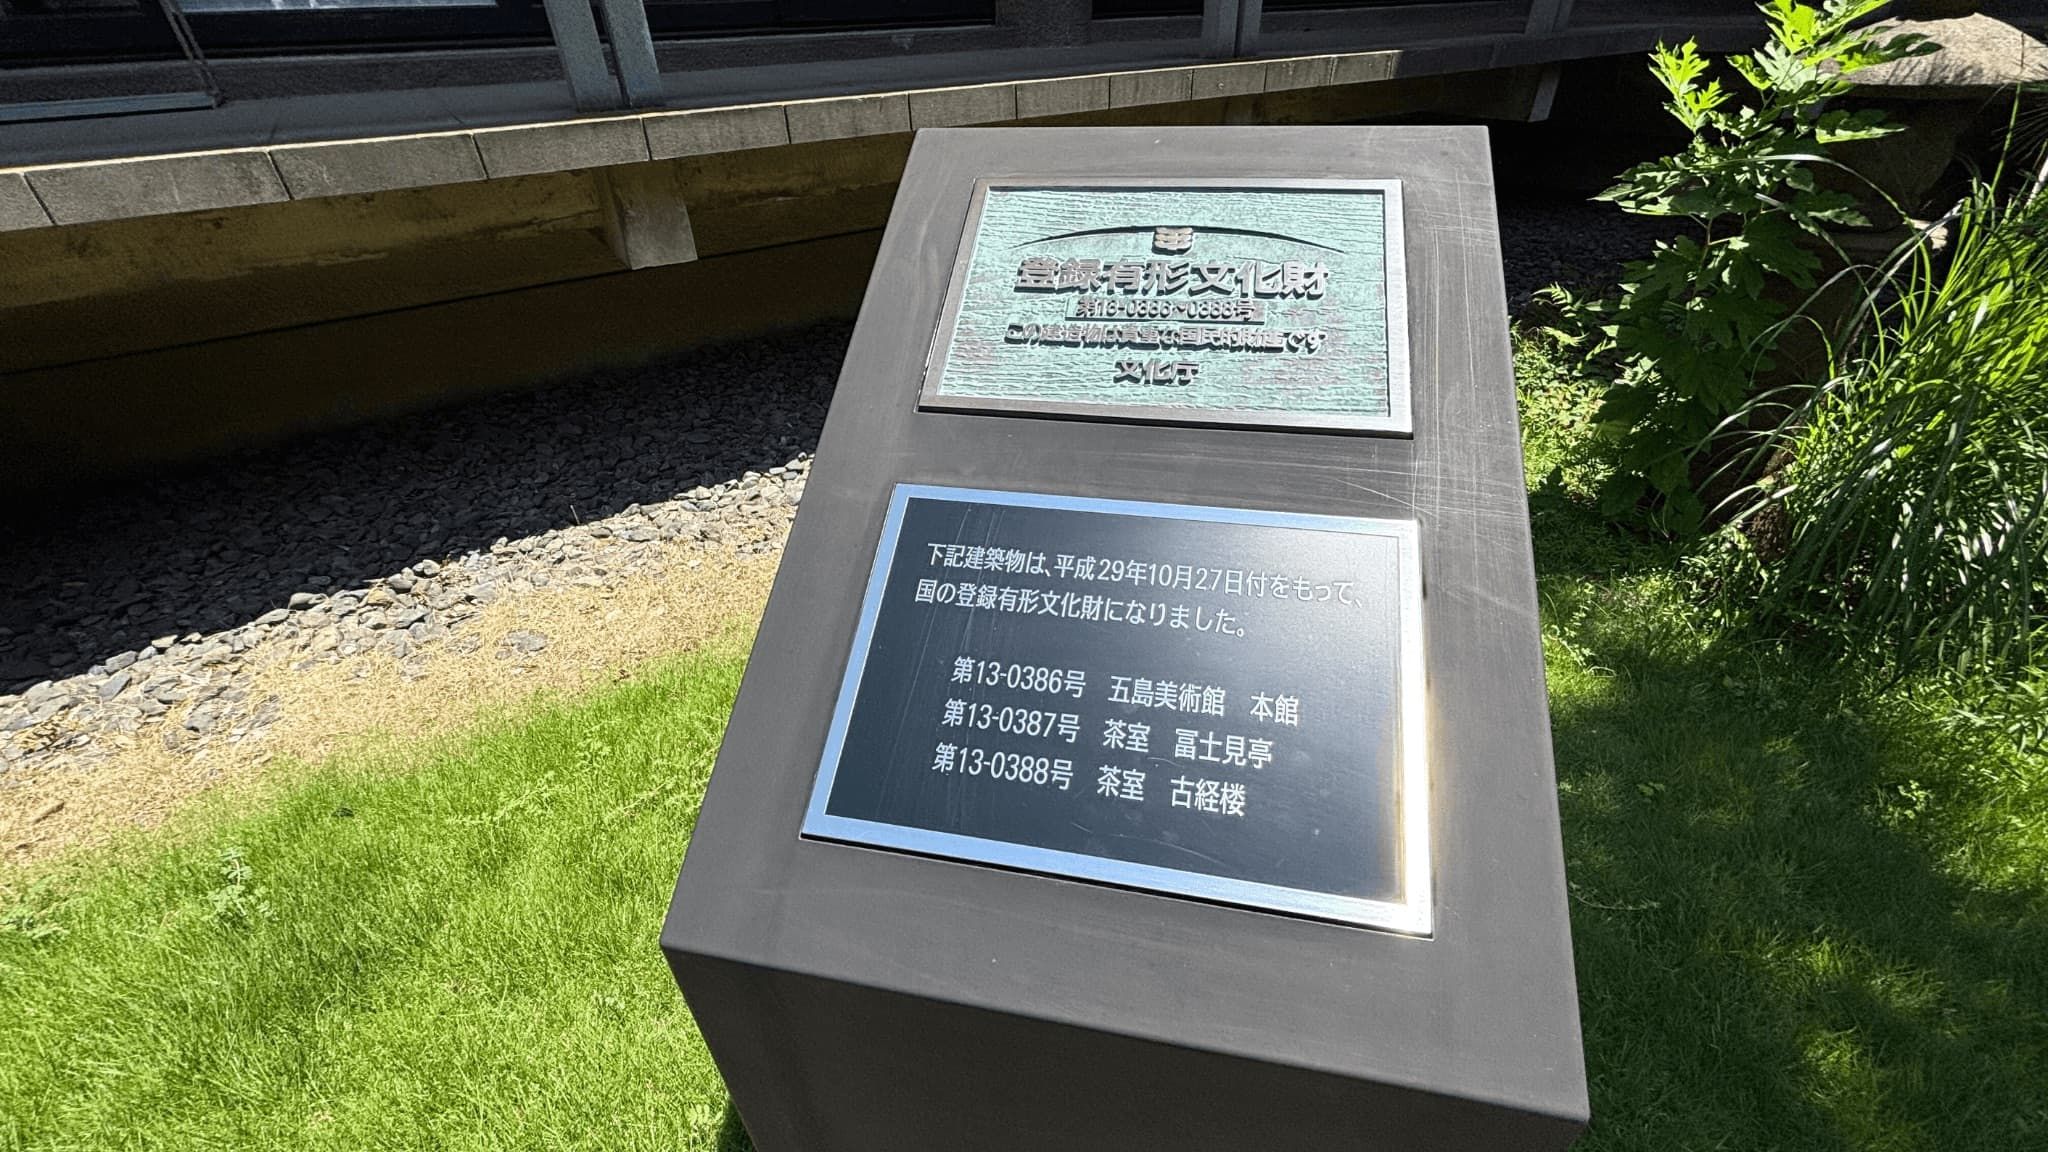 登録有形文化財
第13-0386~0388号
この建造物は貴重な国民的財産です
文化庁
下記建築物は、平成29年10月27日付をもって、
国の登録有形文化財になりました。
第13-0386号 五島美術館 本館
第13-0387号 茶室 冨士見亭
第13-0388号 茶室 古経楼